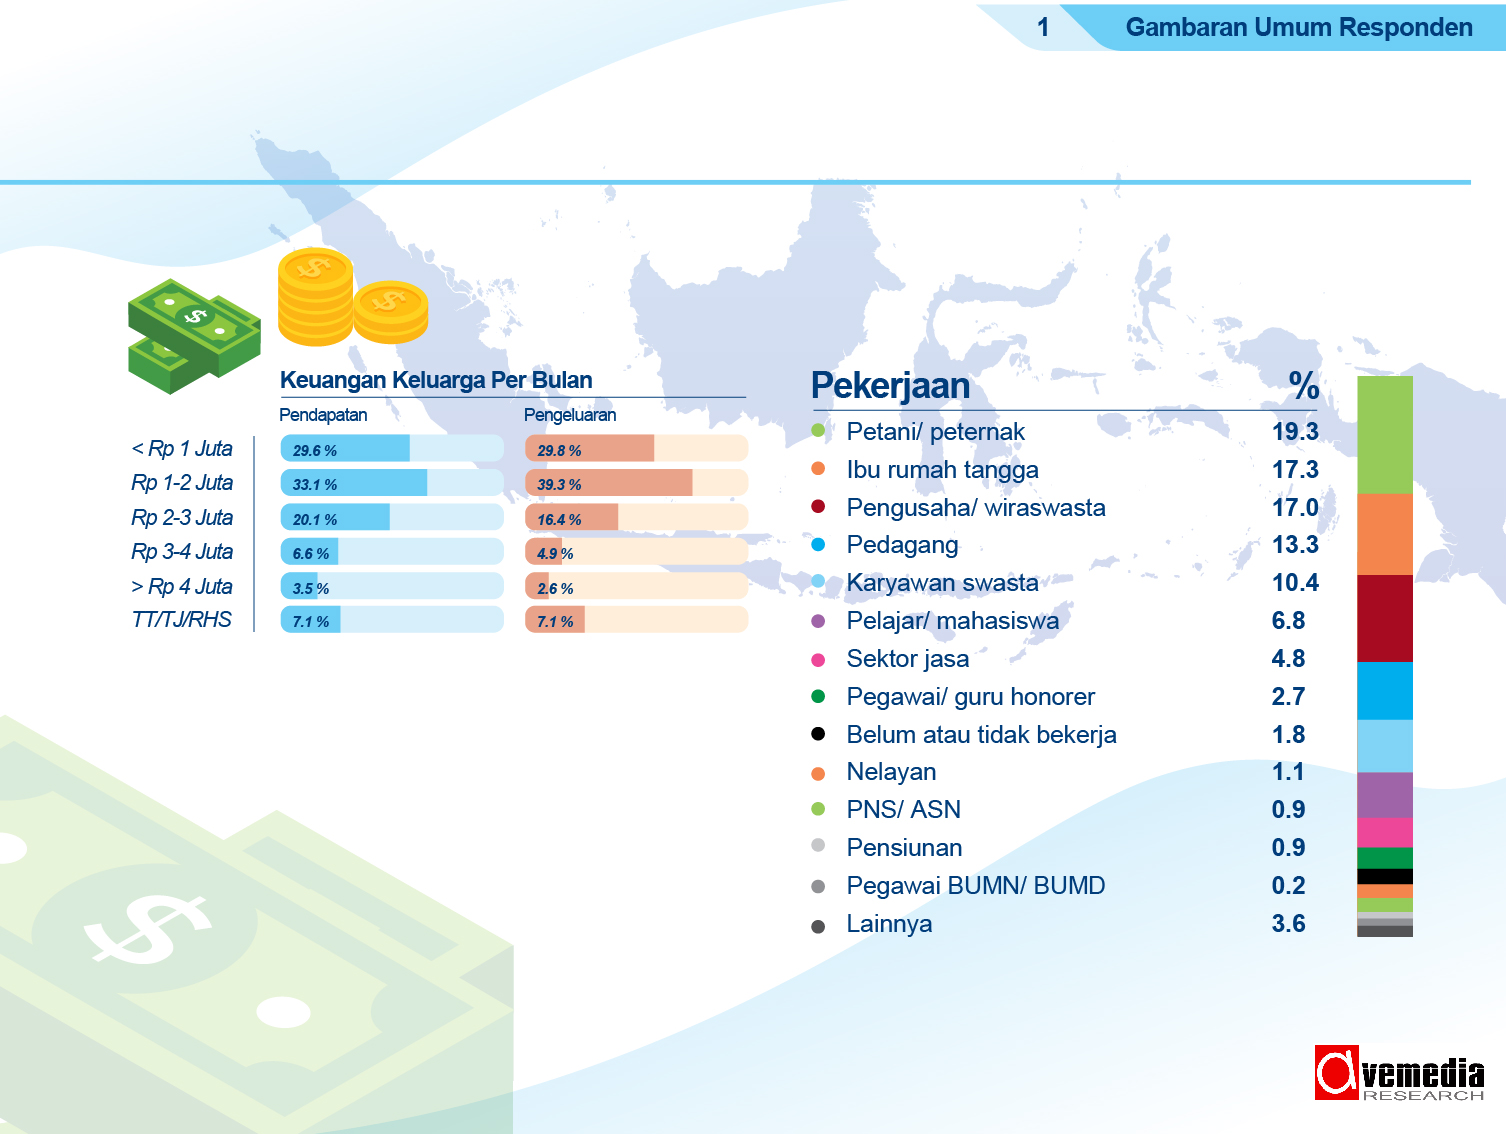 1 Gambaran Umum Responden
Keuangan Keluarga Per Bulan
Pendapatan Pengeluaran
< Rp 1 Juta 29.6 % 29.8 %
Rp 1-2 Juta 33.1 % 39.3 %
Rp 2-3 Juta 20.1 % 16.4 %
Rp 3-4 Juta 6.6 % 4.9 %
> Rp 4 Juta 3.5 % 2.6 %
TT/TJ/RHS 7.1 % 7.1 %
Pekerjaan %
Petani/ peternak 19.3
Ibu rumah tangga 17.3
Pengusaha/ wiraswasta 17.0
Pedagang 13.3
Karyawan swasta 10.4
Pelajar/ mahasiswa 6.8
Sektor jasa 4.8
Pegawai/ guru honorer 2.7
Belum atau tidak bekerja 1.8
Nelayan 1.1
PNS/ ASN 0.9
Pensiunan 0.9
Pegawai BUMN/ BUMD 0.2
Lainnya 3.6
avemedia
RESEARCH